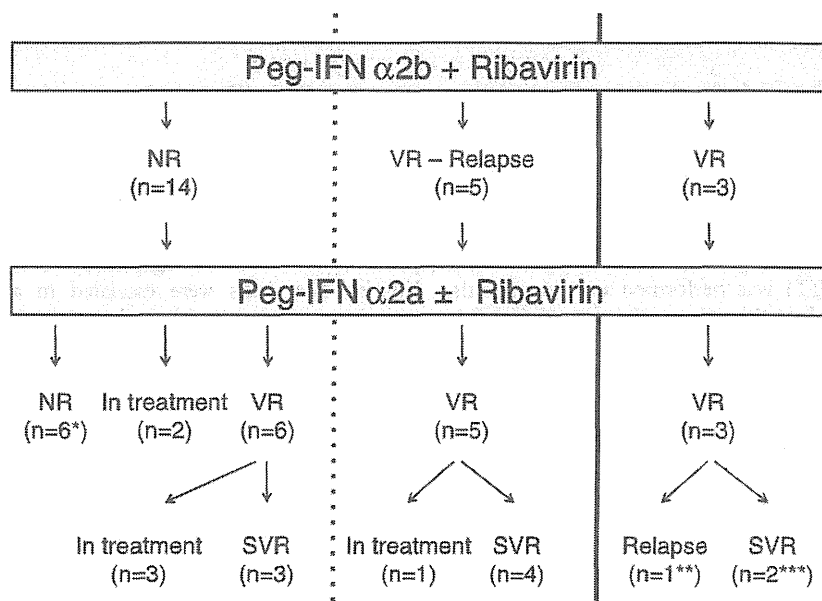 Peg-IFN α2b + Ribavirin
NR VR – Relapse VR
(n=14) (n=5) (n=3)
Peg-IFN α2a ± Ribavirin
NR In treatment VR VR VR
(n=6*) (n=2) (n=6) (n=5) (n=3)
In treatment SVR In treatment SVR Relapse SVR
(n=3) (n=3) (n=1) (n=4) (n=1**) (n=2***)